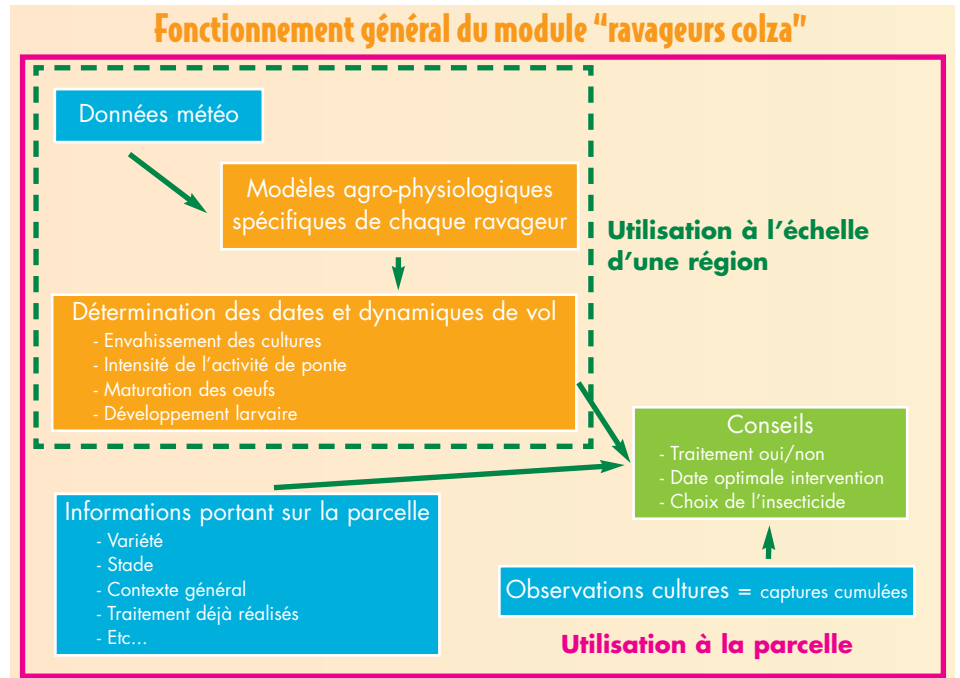 Fonctionnement général du module “ravageurs colza”
Données météo
Modèles agro-physiologiques
spécifiques de chaque ravageur
Utilisation à l’échelle
d’une région
Détermination des dates et dynamiques de vol
- Envahissement des cultures
- Intensité de l’activité de ponte
- Maturation des oeufs
- Développement larvaire
Conseils
- Traitement oui/non
- Date optimale intervention
- Choix de l’insecticide
Informations portant sur la parcelle
- Variété
- Stade
- Contexte général
- Traitement déjà réalisés
- Etc...
Observations cultures = captures cumulées
Utilisation à la parcelle